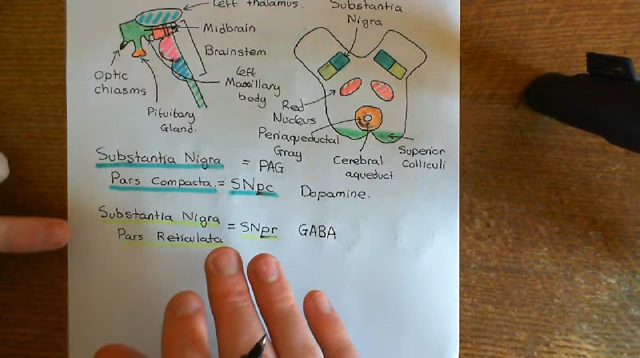 Left thalamus.
Midbrain
Brainstem
Left
Maxillary
body
Optic
chiasms
Pituitary
Gland.
Substantia
Nigra
Red
Nucleus
Periaqueductal
Gray
Cerebral
aqueduct
Superior
Colliculi
= PAG
Substantia Nigra
Pars Compacta = SNpc Dopamine.
Substantia Nigra
Pars Reticulata = SNpr GABA